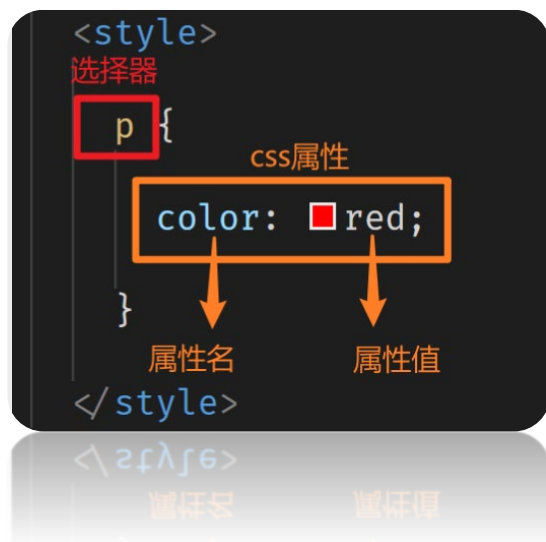 <style>
选择器
p {
css属性
color: red;
}
属性名 属性值
</style>